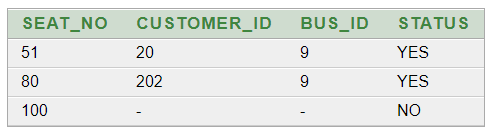 SEAT_NO CUSTOMER_ID BUS_ID STATUS
51 20 9 YES
80 202 9 YES
100 - - NO